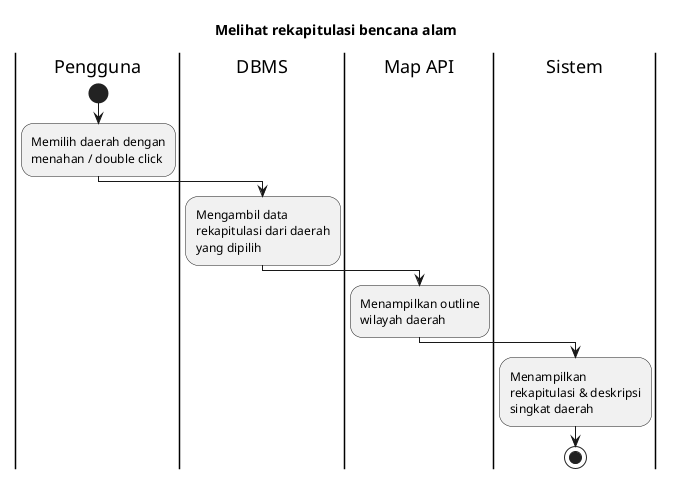 Melihat rekapitulasi bencana alam
Pengguna
DBMS
Map API
Sistem
Memilih daerah dengan
menahan / double click
Mengambil data
rekapitulasi dari daerah
yang dipilih
Menampilkan outline
wilayah daerah
Menampilkan
rekapitulasi & deskripsi
singkat daerah